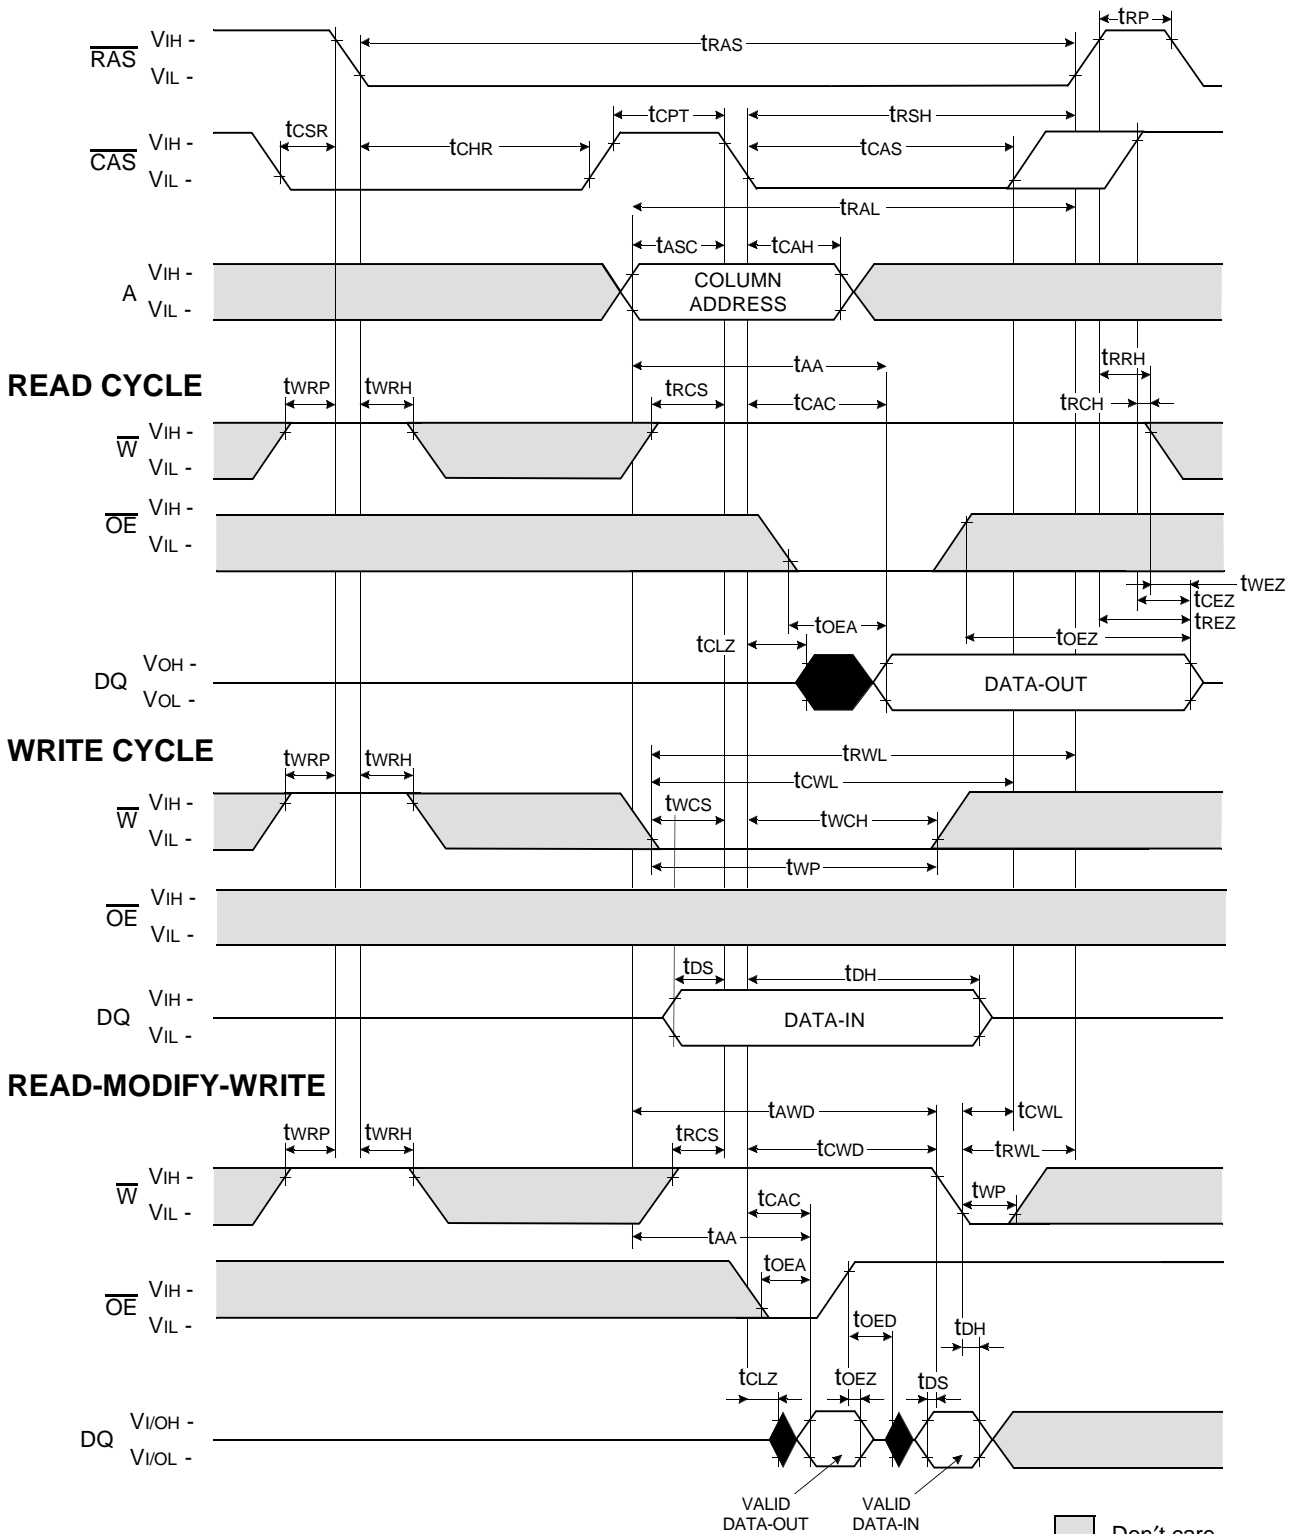 tRP
RAS VIH -
tRAS
VIL -
tCPT
tRSH
tCSR
CAS VIH -
tCHR
tCAS
VIL -
tRAL
tASC
tCAH
A VIH -
COLUMN
ADDRESS
VIL -
READ CYCLE
tAA
tRRH
tWRP
tWRH
tRCS
tCAC
tRCH
W VIH -
VIL -
OE VIH -
VIL -
tWEZ
tCEZ
tREZ
tOEA
tOEZ
tCLZ
DQ VOH -
DATA-OUT
VOL -
WRITE CYCLE
tWRP
tWRH
tRWL
tCWL
W VIH -
tWCS
tWCH
VIL -
tWP
OE VIH -
VIL -
tDS
tDH
DQ VIH -
DATA-IN
VIL -
READ-MODIFY-WRITE
tAWD
tCWL
tWRP
tWRH
tRCS
tCWD
tRWL
W VIH -
tWP
VIL -
tCAC
tAA
OE VIH -
tOEA
VIL -
tOED
tDH
tCLZ
tOEZ
tDS
DQ VI/OH -
VI/OL -
VALID
DATA-OUT
VALID
DATA-IN
Don't care